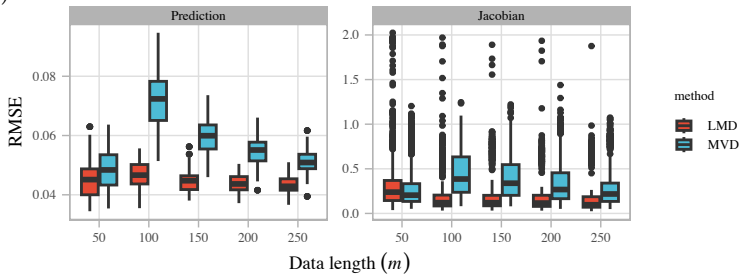 )
Prediction
Jacobian
RMSE
0.08
0.06
0.04
2.0
1.5
1.0
0.5
0.0
50 100 150 200 250
50 100 150 200 250
Data length (m)
method
LMD
MVD